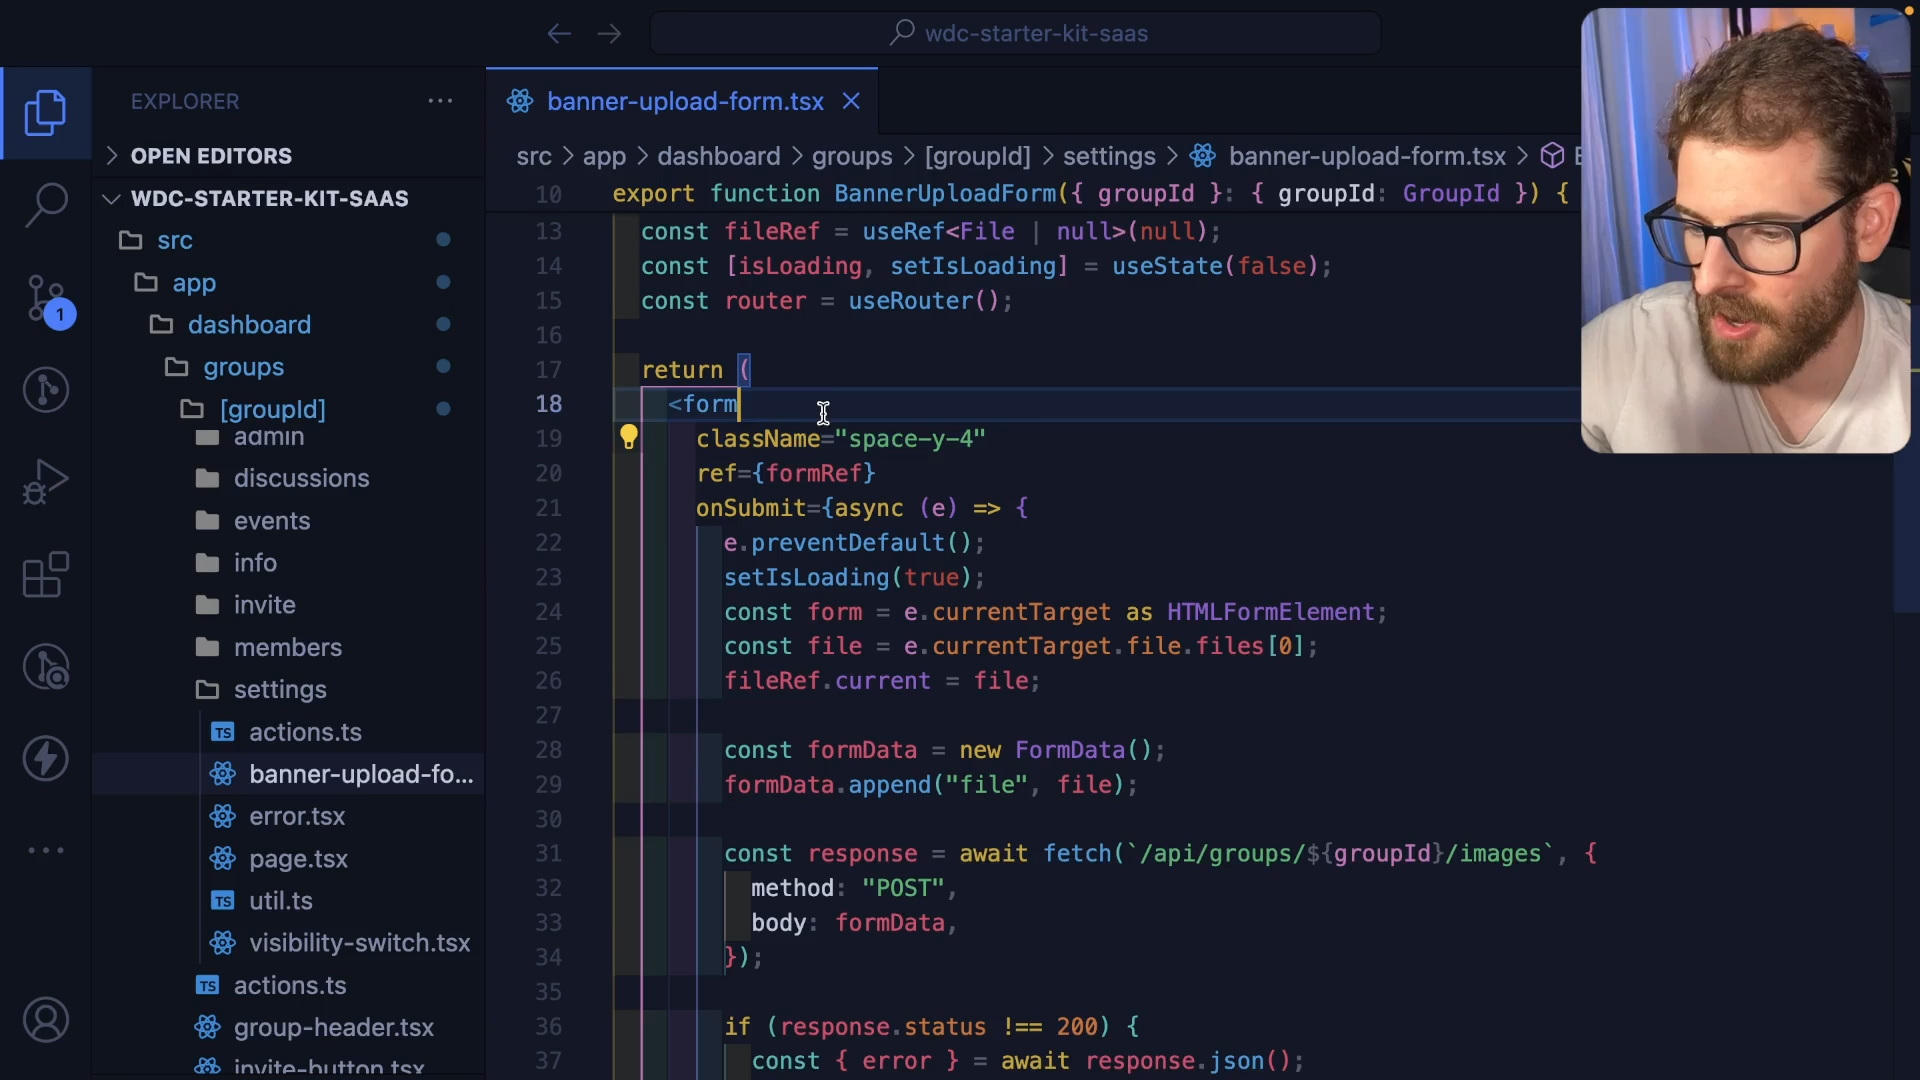 wdc-starter-kit-saas
EXPLORER
OPEN EDITORS
WDC-STARTER-KIT-SAAS
src
app
dashboard
groups
[groupId]
admin
discussions
events
info
invite
members
settings
TS actions.ts
banner-upload-fo...
error.tsx
page.tsx
TS util.ts
visibility-switch.tsx
TS actions.ts
group-header.tsx
invite-button.tsx
1
banner-upload-form.tsx
src > app > dashboard > groups > [groupId] > settings > banner-upload-form.tsx >
10 export function BannerUploadForm({ groupId }: { groupId: GroupId }) {
13 const fileRef = useRef<File | null>(null);
14 const [isLoading, setIsLoading] = useState(false);
15 const router = useRouter();
16
17 return (
18 <form
19 className="space-y-4"
20 ref={formRef}
21 onSubmit={async (e) => {
22 e.preventDefault();
23 setIsLoading(true);
24 const form = e.currentTarget as HTMLFormElement;
25 const file = e.currentTarget.file.files[0];
26 fileRef.current = file;
27
28 const formData = new FormData();
29 formData.append("file", file);
30
31 const response = await fetch(`/api/groups/${groupId}/images`, {
32 method: "POST",
33 body: formData,
34 });
35
36 if (response.status !== 200) {
37 const { error } = await response.json();